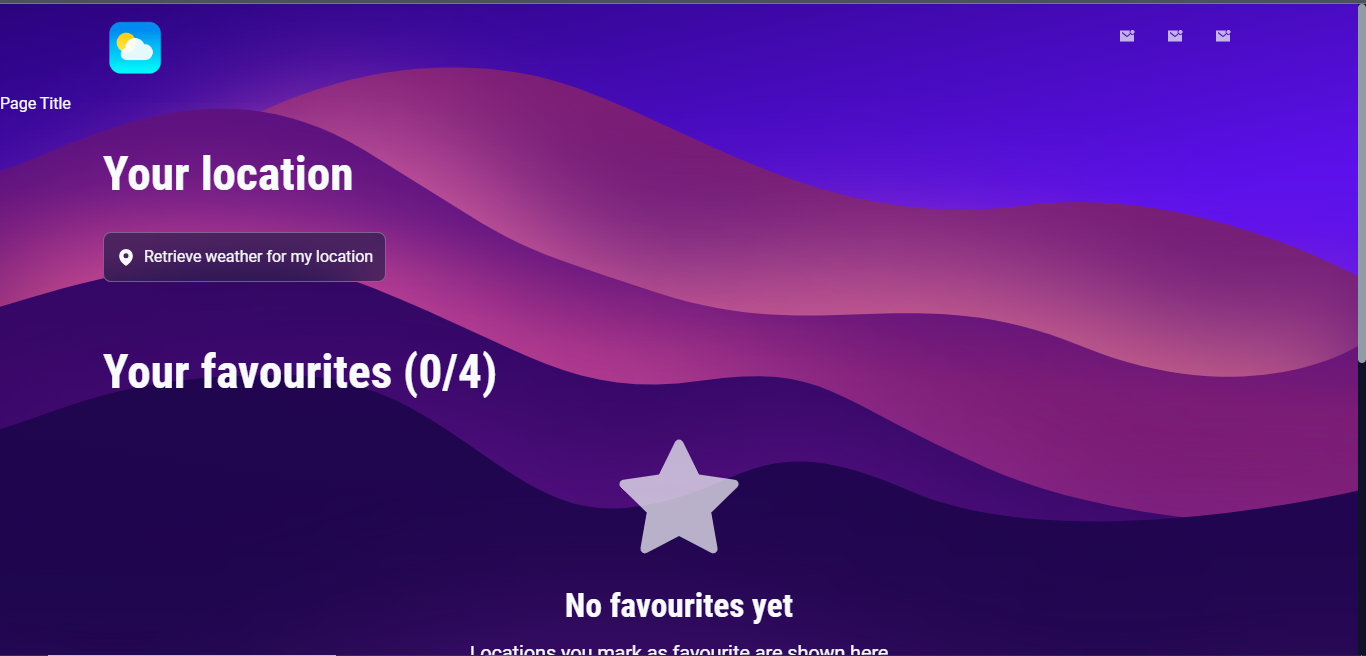 Page Title
Your location
Retrieve weather for my location
Your favourites (0/4)
No favourites yet
Locations you mark as favourite are shown here